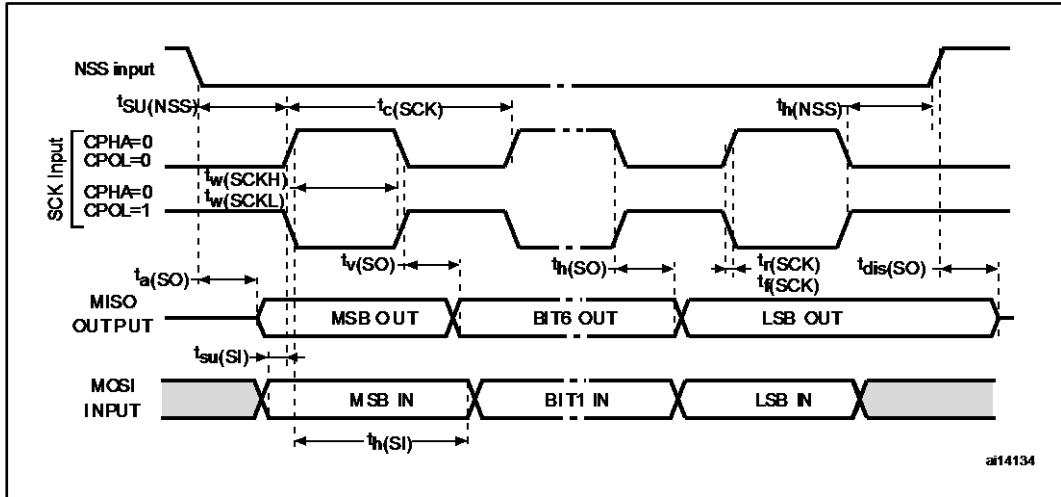 NSS input
tSU(NSS)
tc(SCK)
th(NSS)
SCK Input
CPHA=0
CPOL=0
tw(SCKH)
CPHA=0
tw(SCKL)
CPOL=1
tv(SO)
th(SO)
tr(SCK)
tf(SCK)
tdis(SO)
ta(SO)
MISO
OUTPUT
MSB OUT
BIT6 OUT
LSB OUT
tsu(SI)
MOSI
INPUT
MSB IN
BIT1 IN
LSB IN
th(SI)
ai14134